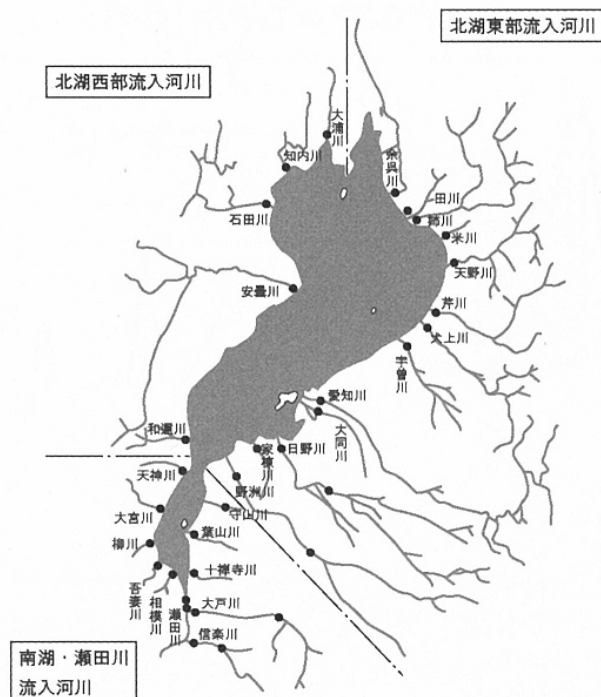 北湖東部流入河川
北湖西部流入河川
大浦川
知内川
余呉川
田川
姉川
石田川
米川
天野川
安曇川
芹川
犬上川
宇曽川
愛知川
大同川
和邇川
家棟川
日野川
天神川
野洲川
大宮川
守山川
葉山川
柳川
十禅寺川
吾妻川
相模川
瀬田川
大戸川
信楽川
南湖・瀬田川
流入河川